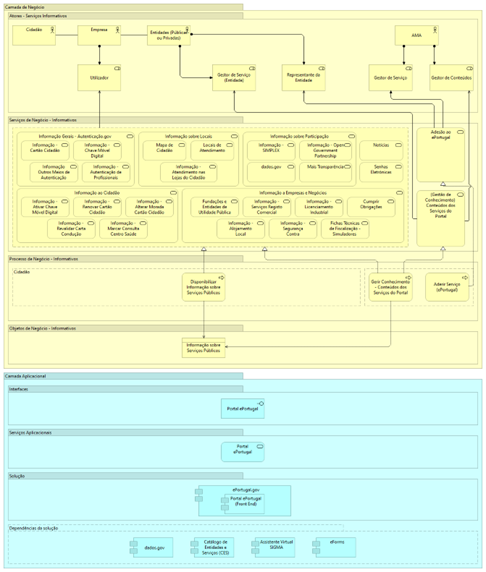 Camada de Negócio
Atores - Serviços Informativos
Cidadão
Empresa
Entidades (Públicas
ou Privadas)
AMA
Utilizador
Gestor de Serviço
(Entidade)
Representante da
Entidade
Gestor de Serviço
Gestor de Conteúdos
Serviços de Negócio - Informativos
Informação Gerais - Autenticação.gov
Informação -
Cartão Cidadão
Informação -
Chave Móvel
Digital
Informação
Outros Meios de
Autenticação
Informação -
Autenticação de
Profissionais
Informação sobre Locais
Mapa de
Cidadão
Locais de
Atendimento
Informação -
Atendimento nas
Lojas do Cidadão
Informação sobre Participação
Informação -
SIMPLEX
Informação - Open
Government
Partnership
dados.gov
Mais Transparência
Notícias
Senhas
Eletrónicas
Adesão ao
ePortugal
Informação ao Cidadão
Informação -
Ativar Chave
Móvel Digital
Informação -
Renovar Cartão
Cidadão
Informação -
Alterar Morada
Cartão Cidadão
Informação -
Revalidar Carta
Condução
Informação -
Marcar Consulta
Centro Saúde
Informação a Empresas e Negócios
Fundações e
Entidades de
Utilidade Pública
Informação -
Serviço Registo
Comercial
Informação -
Licenciamento
Industrial
Cumprir
Obrigações
Informação -
Alojamento
Local
Informação -
Segurança
Contra
Fichas Técnicas
de Fiscalização -
Simuladores
(Gestão de
Conhecimento)
Conteúdos dos
Serviços do
Portal
Processos de Negócio - Informativos
Cidadão
Disponibilizar
Informação sobre
Serviços Públicos
Gerir Conhecimento
- Conteúdos dos
Serviços do Portal
Aderir Serviço
(ePortugal)
Objetos de Negócio - Informativos
Informação sobre
Serviços Públicos
Camada Aplicacional
Interfaces
Portal ePortugal
Serviços Aplicacionais
Portal
ePortugal
Solução
ePortugal.gov
Portal ePortugal
(Front End)
Dependências da solução
dados.gov
Catálogo de
Entidades e
Serviços (CES)
Assistente Virtual
SIGMA
eForms